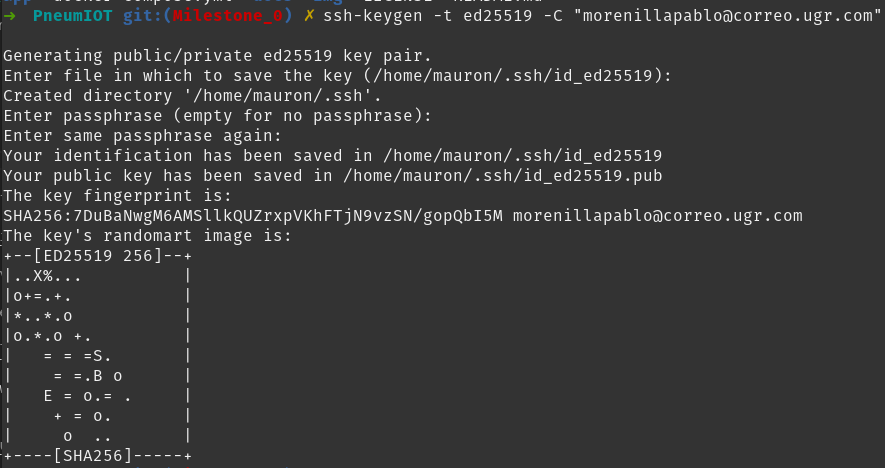 ➜  PneumIOT git:(Milestone_0) ✗ ssh-keygen -t ed25519 -C "morenillapablo@correo.ugr.com"
Generating public/private ed25519 key pair.
Enter file in which to save the key (/home/mauron/.ssh/id_ed25519):
Created directory '/home/mauron/.ssh'.
Enter passphrase (empty for no passphrase):
Enter same passphrase again:
Your identification has been saved in /home/mauron/.ssh/id_ed25519
Your public key has been saved in /home/mauron/.ssh/id_ed25519.pub
The key fingerprint is:
SHA256:7DuBaNwgM6AMSllkQUZrxpVKhFTjN9vzSN/gopQbI5M morenillapablo@correo.ugr.com
The key's randomart image is:
+--[ED25519 256]--+
|..X%...          |
|o+=.+.           |
|*..*.o           |
|o.*.o +.         |
|   = = =S.       |
|    = =.B o      |
|   E = o.= .     |
|    + = o.       |
|     o  ..       |
+----[SHA256]-----+